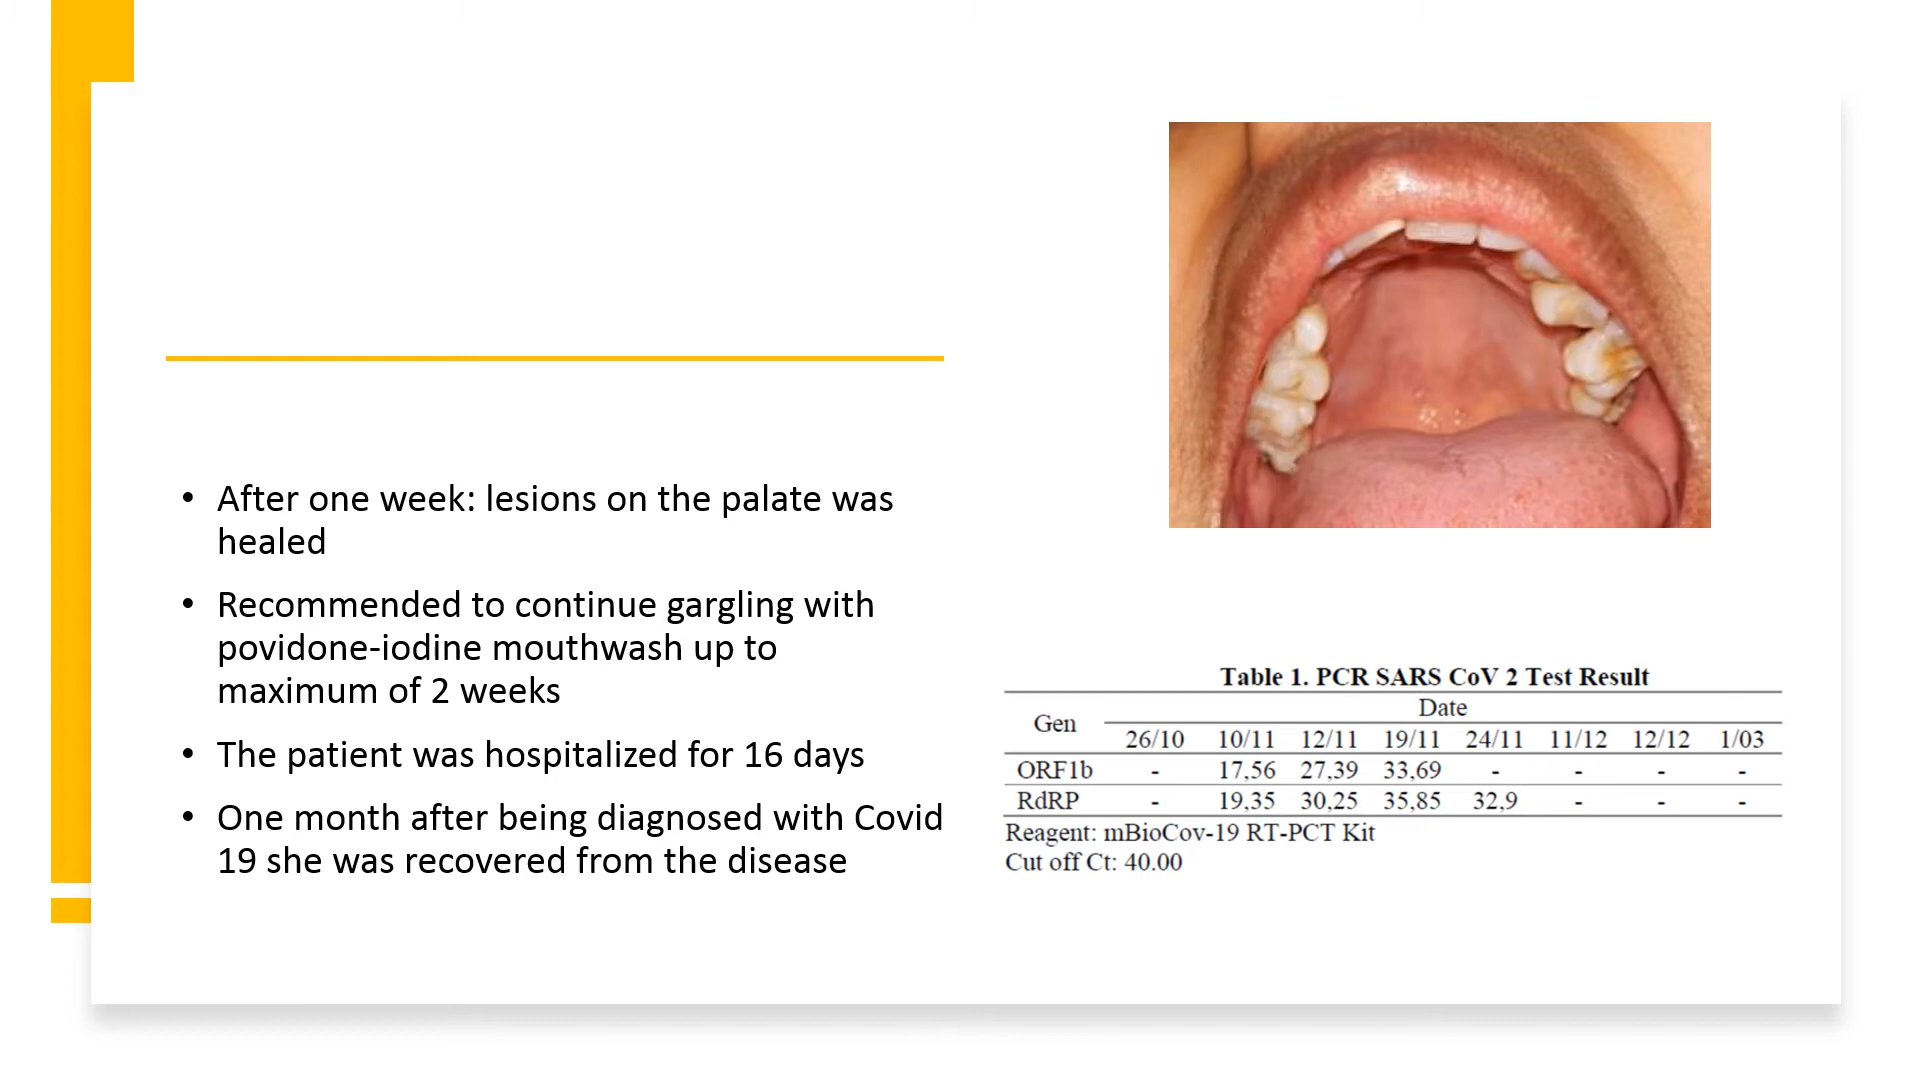 • After one week: lesions on the palate was
healed
• Recommended to continue gargling with
povidone-iodine mouthwash up to
maximum of 2 weeks
• The patient was hospitalized for 16 days
• One month after being diagnosed with Covid
19 she was recovered from the disease
Table 1. PCR SARS CoV 2 Test Result
Gen Date
26/10 10/11 12/11 19/11 24/11 11/12 12/12 1/03
ORF1b - 17,56 27,39 33,69 - - - -
RdRP - 19,35 30,25 35,85 32,9 - - -
Reagent: mBioCov-19 RT-PCT Kit
Cut off Ct: 40.00